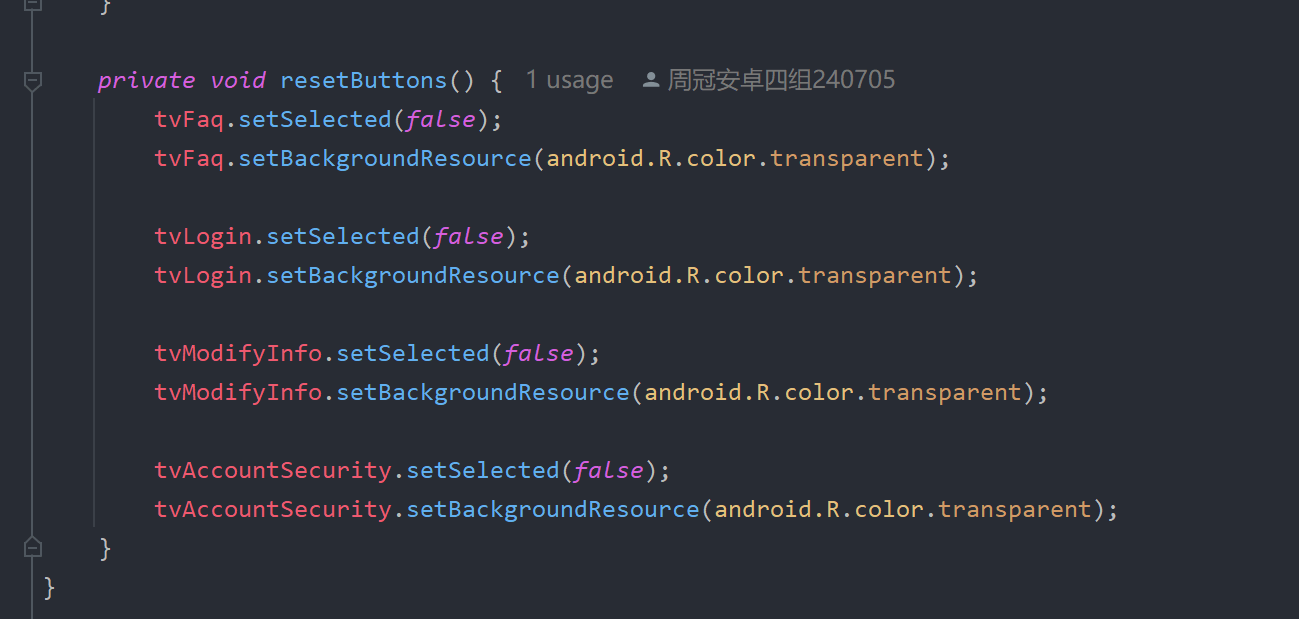 }
private void resetButtons() { 1 usage 周冠安卓四组240705
tvFaq.setSelected(false);
tvFaq.setBackgroundResource(android.R.color.transparent);
tvLogin.setSelected(false);
tvLogin.setBackgroundResource(android.R.color.transparent);
tvModifyInfo.setSelected(false);
tvModifyInfo.setBackgroundResource(android.R.color.transparent);
tvAccountSecurity.setSelected(false);
tvAccountSecurity.setBackgroundResource(android.R.color.transparent);
}
}